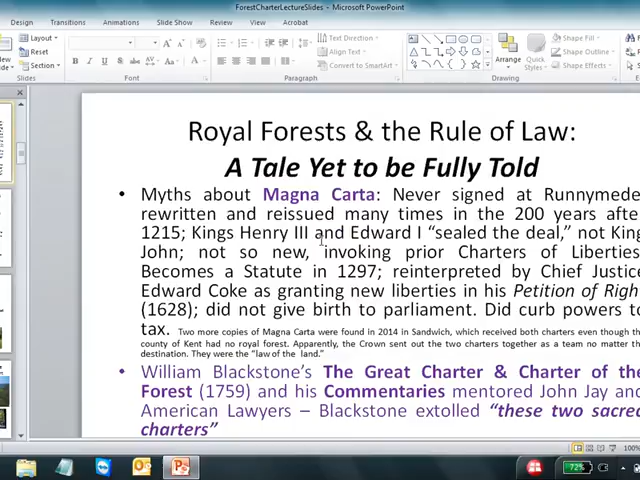 ForestCharterLectureSlides - Microsoft PowerPoint
Design Transitions Animations Slide Show Review View Acrobat
Layout
Reset
Section
Slides
Font
Paragraph
Text Direction
Align Text
Convert to SmartArt
Arrange
Quick
Styles
Shape Fill
Shape Outline
Shape Effects
Drawing
Royal Forests & the Rule of Law:
A Tale Yet to be Fully Told
• Myths about Magna Carta: Never signed at Runnymede
rewritten and reissued many times in the 200 years afte
1215; Kings Henry III and Edward I “sealed the deal,” not King
John; not so new, invoking prior Charters of Liberties
Becomes a Statute in 1297; reinterpreted by Chief Justic
Edward Coke as granting new liberties in his Petition of Righ
(1628); did not give birth to parliament. Did curb powers to
tax. Two more copies of Magna Carta were found in 2014 in Sandwich, which received both charters even though th
county of Kent had no royal forest. Apparently, the Crown sent out the two charters together as a team no matter th
destination. They were the “law of the land.”
• William Blackstone’s The Great Charter & Charter of the
Forest (1759) and his Commentaries mentored John Jay and
American Lawyers – Blackstone extolled “these two sacred
charters”
100%
72%